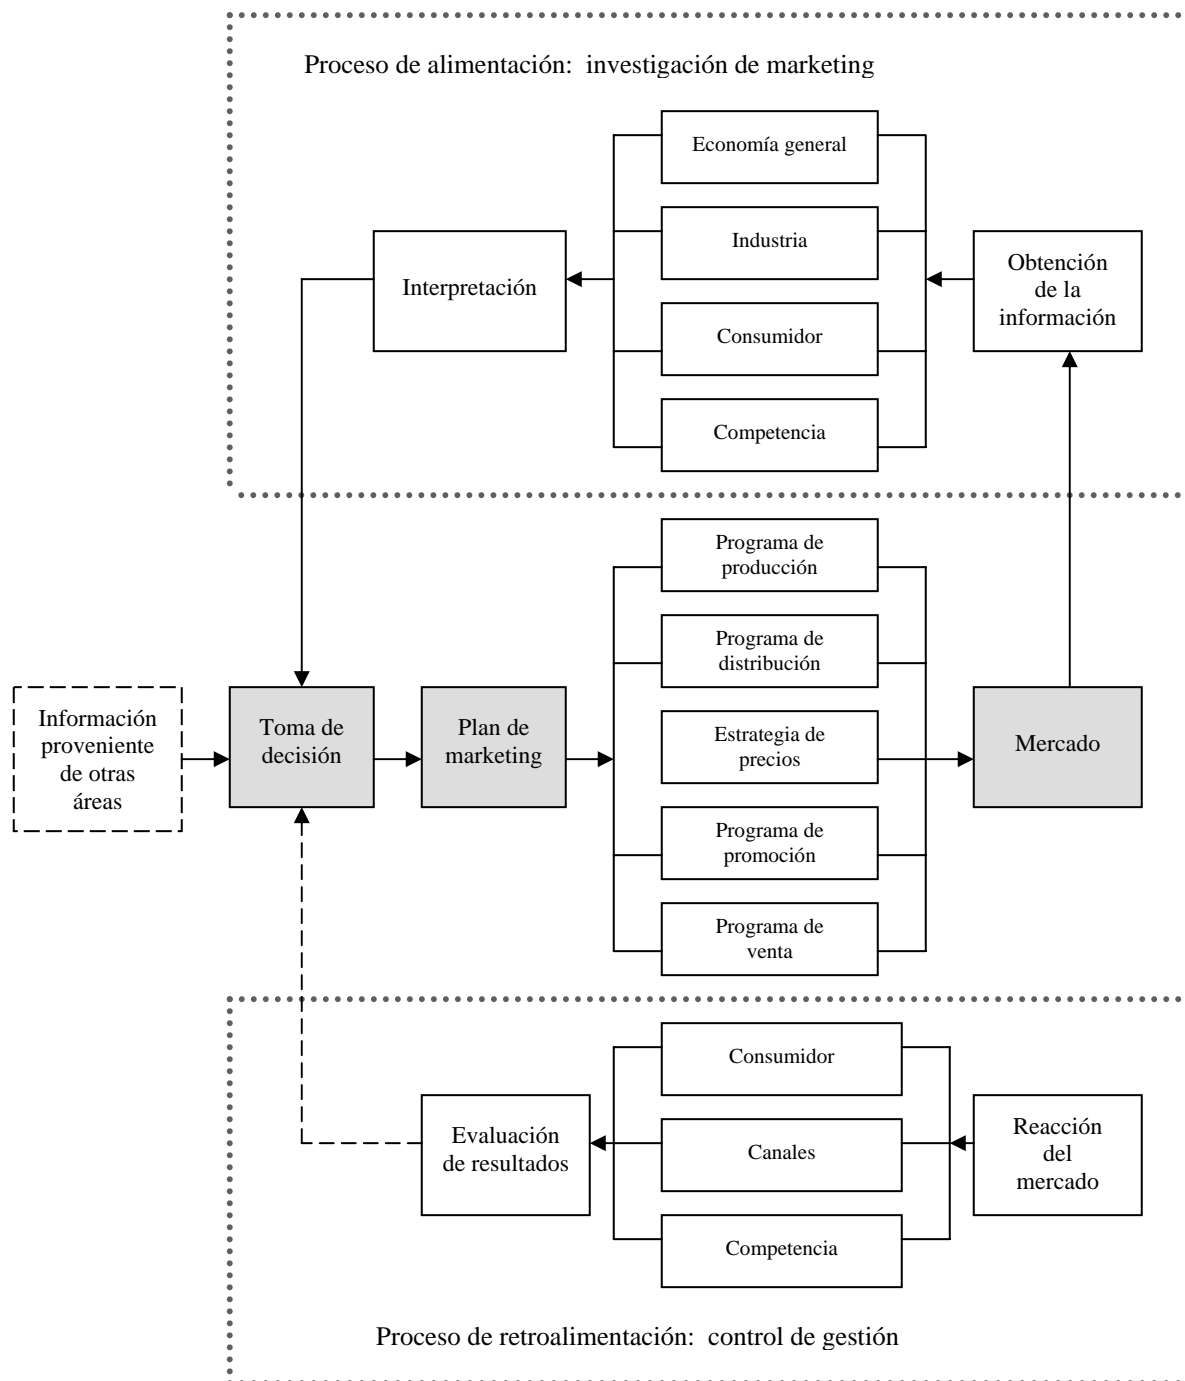 Proceso de alimentación: investigación de marketing
Economía general
Industria
Interpretación
Obtención
de la
información
Consumidor
Competencia
Programa de
producción
Programa de
distribución
Información
proveniente
de otras
áreas
Toma de
decisión
Plan de
marketing
Estrategia de
precios
Mercado
Programa de
promoción
Programa de
venta
Consumidor
Evaluación
de resultados
Canales
Reacción
del
mercado
Competencia
Proceso de retroalimentación: control de gestión